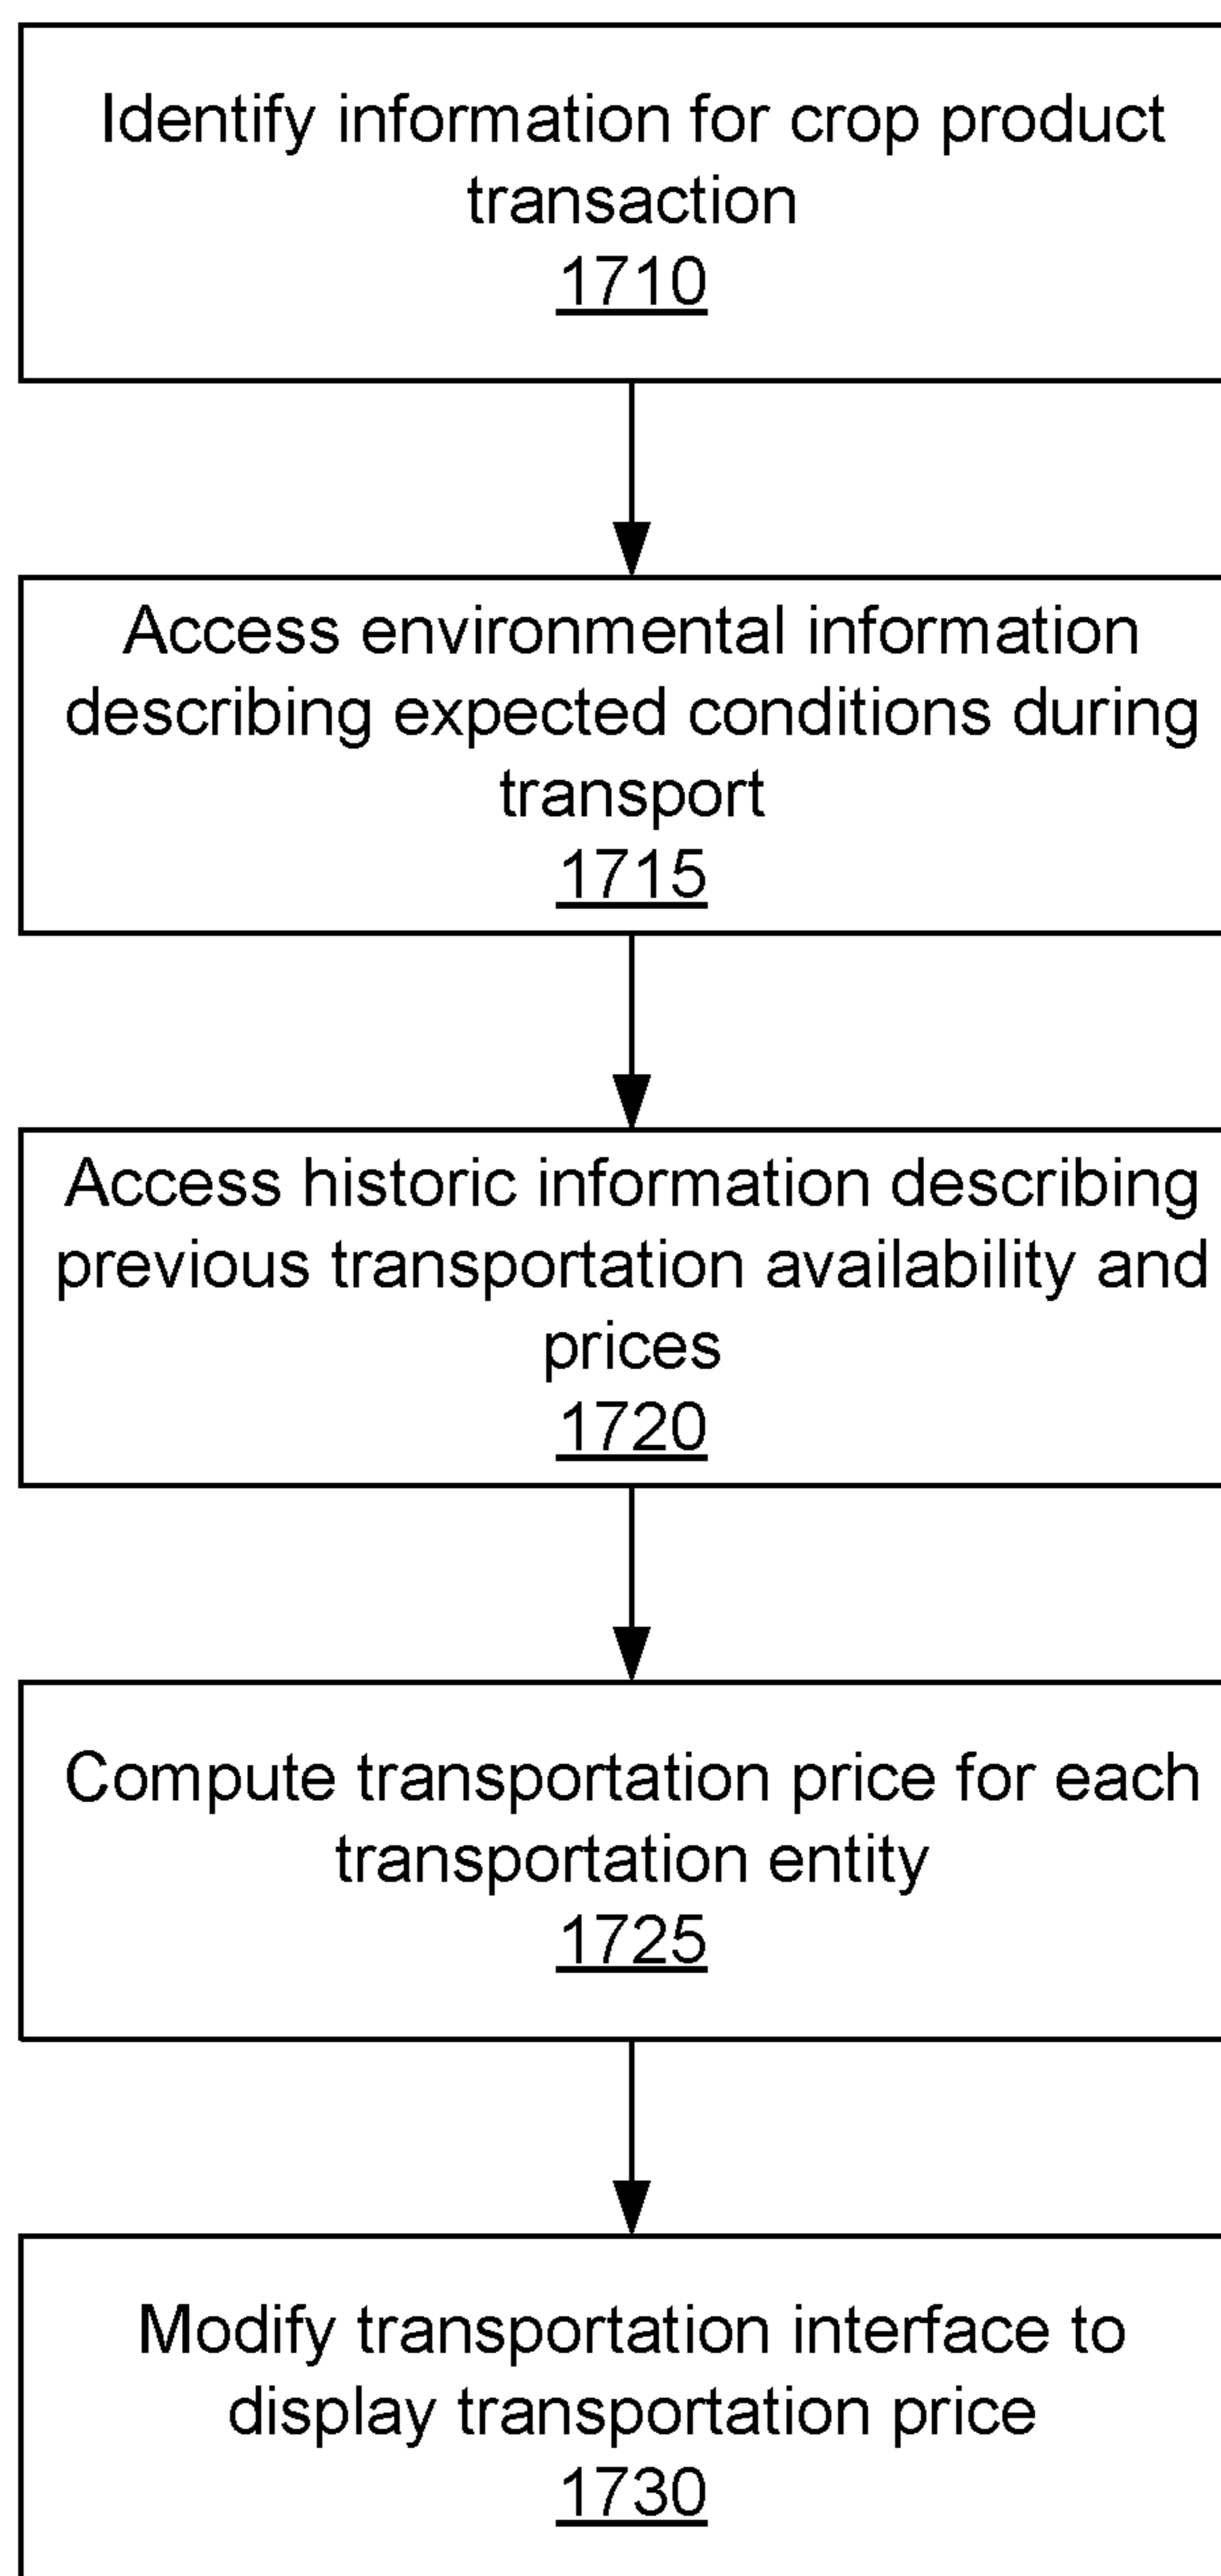 Identify information for crop product
transaction
1710
Access environmental information
describing expected conditions during
transport
1715
Access historic information describing
previous transportation availability and
prices
1720
Compute transportation price for each
transportation entity
1725
Modify transportation interface to
display transportation price
1730